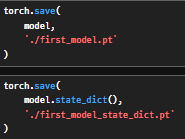 torch.save(
model,
'./first_model.pt'
)
torch.save(
model.state_dict(),
'./first_model_state_dict.pt'
)